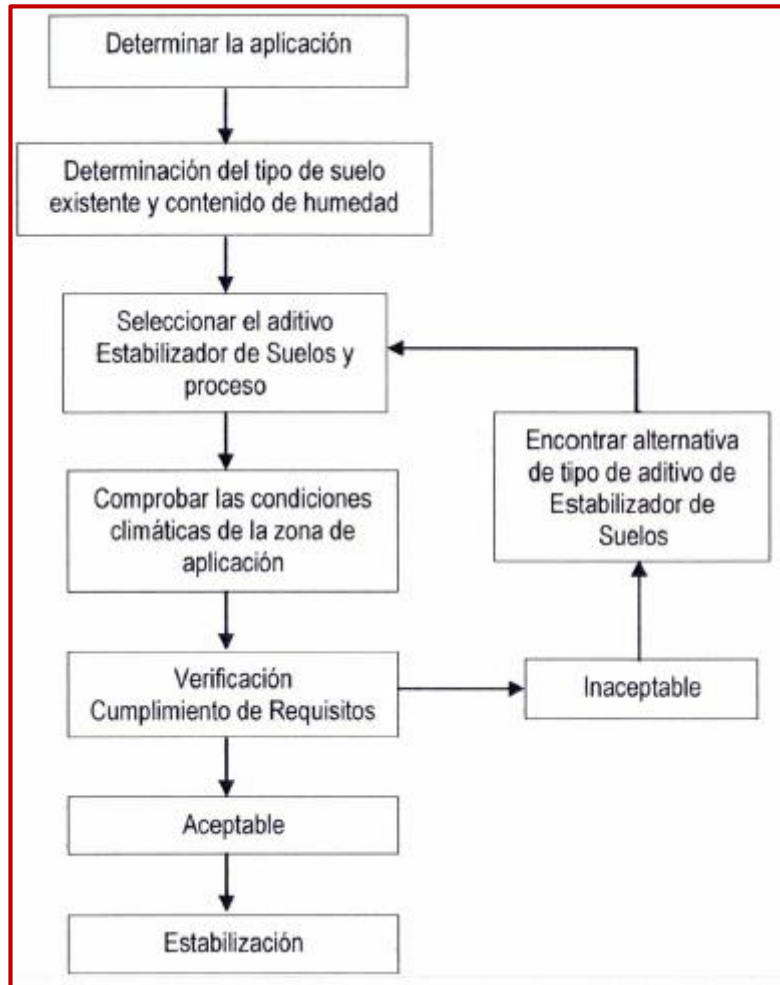 Determinar la aplicación
Determinación del tipo de suelo
existente y contenido de humedad
Seleccionar el aditivo
Estabilizador de Suelos y
proceso
Encontrar alternativa
de tipo de aditivo de
Estabilizador de
Suelos
Comprobar las condiciones
climáticas de la zona de
aplicación
Verificación
Cumplimiento de Requisitos
Inaceptable
Aceptable
Estabilización